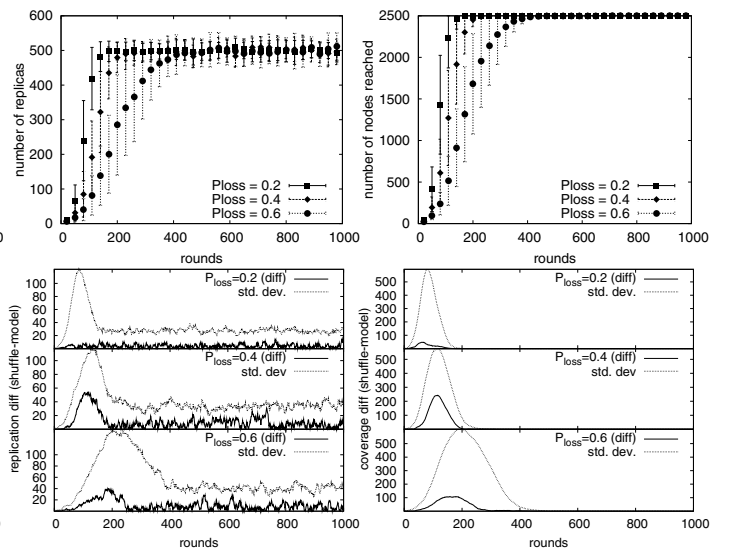 600
500
400
300
200
100
0
number of replicas
Ploss = 0.2
Ploss = 0.4
Ploss = 0.6
0 200 400 600 800 1000
rounds
2500
2000
1500
1000
500
0
number of nodes reached
Ploss = 0.2
Ploss = 0.4
Ploss = 0.6
0 200 400 600 800 1000
rounds
0
replication diff (shuffle-model)
100
80
60
40
20
Ploss=0.2 (diff)
std. dev.
100
80
60
40
20
Ploss=0.4 (diff)
std. dev
100
80
60
40
20
Ploss=0.6 (diff)
std. dev.
0 200 400 600 800 1000
rounds
0
coverage diff (shuffle-model)
500
400
300
200
100
Ploss=0.2 (diff)
std. dev.
500
400
300
200
100
0
Ploss=0.4 (diff)
std. dev
500
400
300
200
100
0
Ploss=0.6 (diff)
std. dev.
0 200 400 600 800 1000
rounds